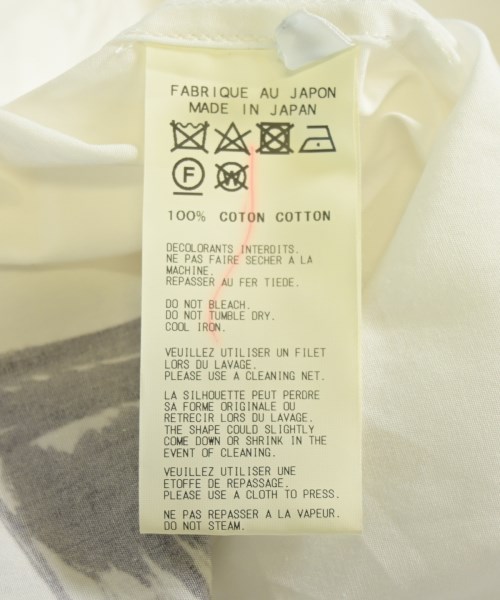 FABRIQUE AU JAPON
MADE IN JAPAN
F W
100% COTON COTTON
DECOLORANTS INTERDITS.
NE PAS FAIRE SECHER A LA
MACHINE.
REPASSER AU FER TIEDE.
DO NOT BLEACH.
DO NOT TUMBLE DRY.
COOL IRON.
VEUILLEZ UTILISER UN FILET
LORS DU LAVAGE.
PLEASE USE A CLEANING NET.
LA SILHOUETTE PEUT PERDRE
SA FORME ORIGINALE OU
RETRECIR LORS DU LAVAGE.
THE SHAPE COULD SLIGHTLY
COME DOWN OR SHRINK IN THE
EVENT OF CLEANING.
VEUILLEZ UTILISER UNE
ETOFFE DE REPASSAGE.
PLEASE USE A CLOTH TO PRESS.
NE PAS REPASSER A LA VAPEUR.
DO NOT STEAM.